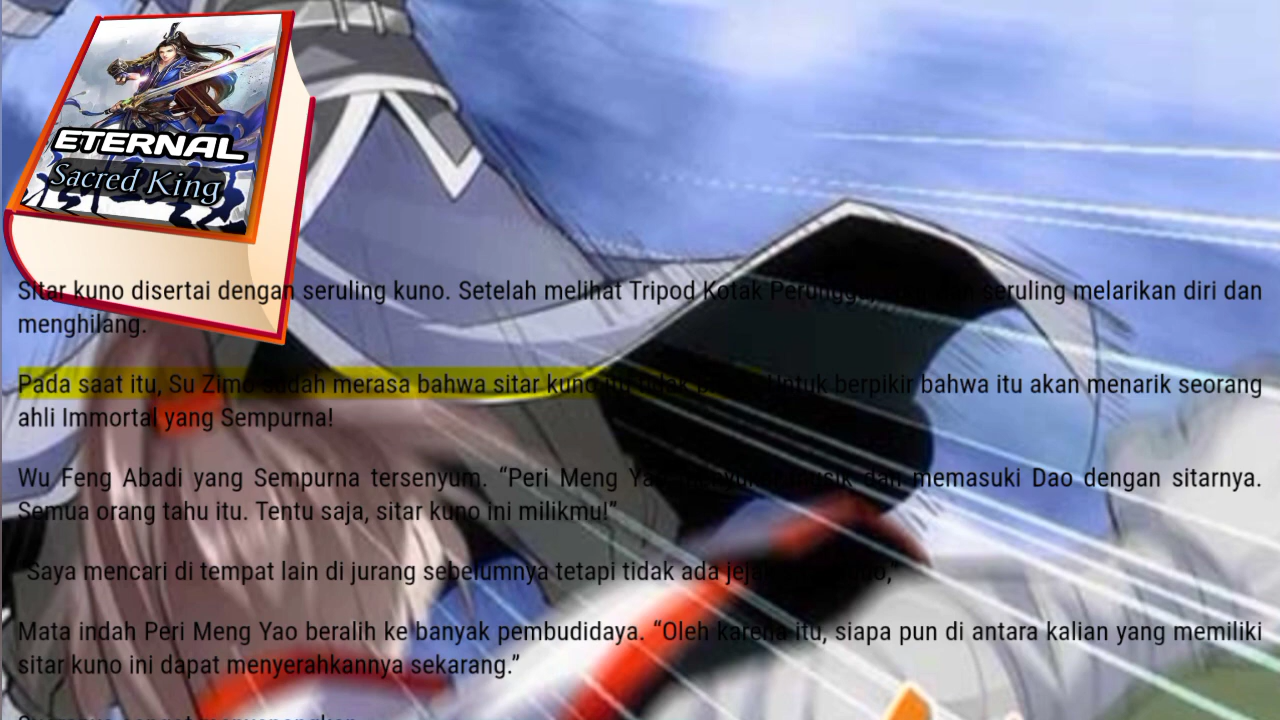 ETERNAL
Sacred King
Sitar kuno disertai dengan seruling kuno. Setelah melihat Tripod Kotak Perunggu, seruling melarikan diri dan
menghilang.
Pada saat itu, Su Zimo sudah merasa bahwa sitar kuno itu tidak Untuk berpikir bahwa itu akan menarik seorang
ahli Immortal yang Sempurna!
Wu Feng Abadi yang Sempurna tersenyum. “Peri Meng Yao musik dan memasuki Dao dengan sitarnya.
Semua orang tahu itu. Tentu saja, sitar kuno ini milikmu!”
“Saya mencari di tempat lain di jurang sebelumnya tetapi tidak ada
Mata indah Peri Meng Yao beralih ke banyak pembudidaya. “Oleh karena itu, siapa pun di antara kalian yang memiliki
sitar kuno ini dapat menyerahkannya sekarang.”